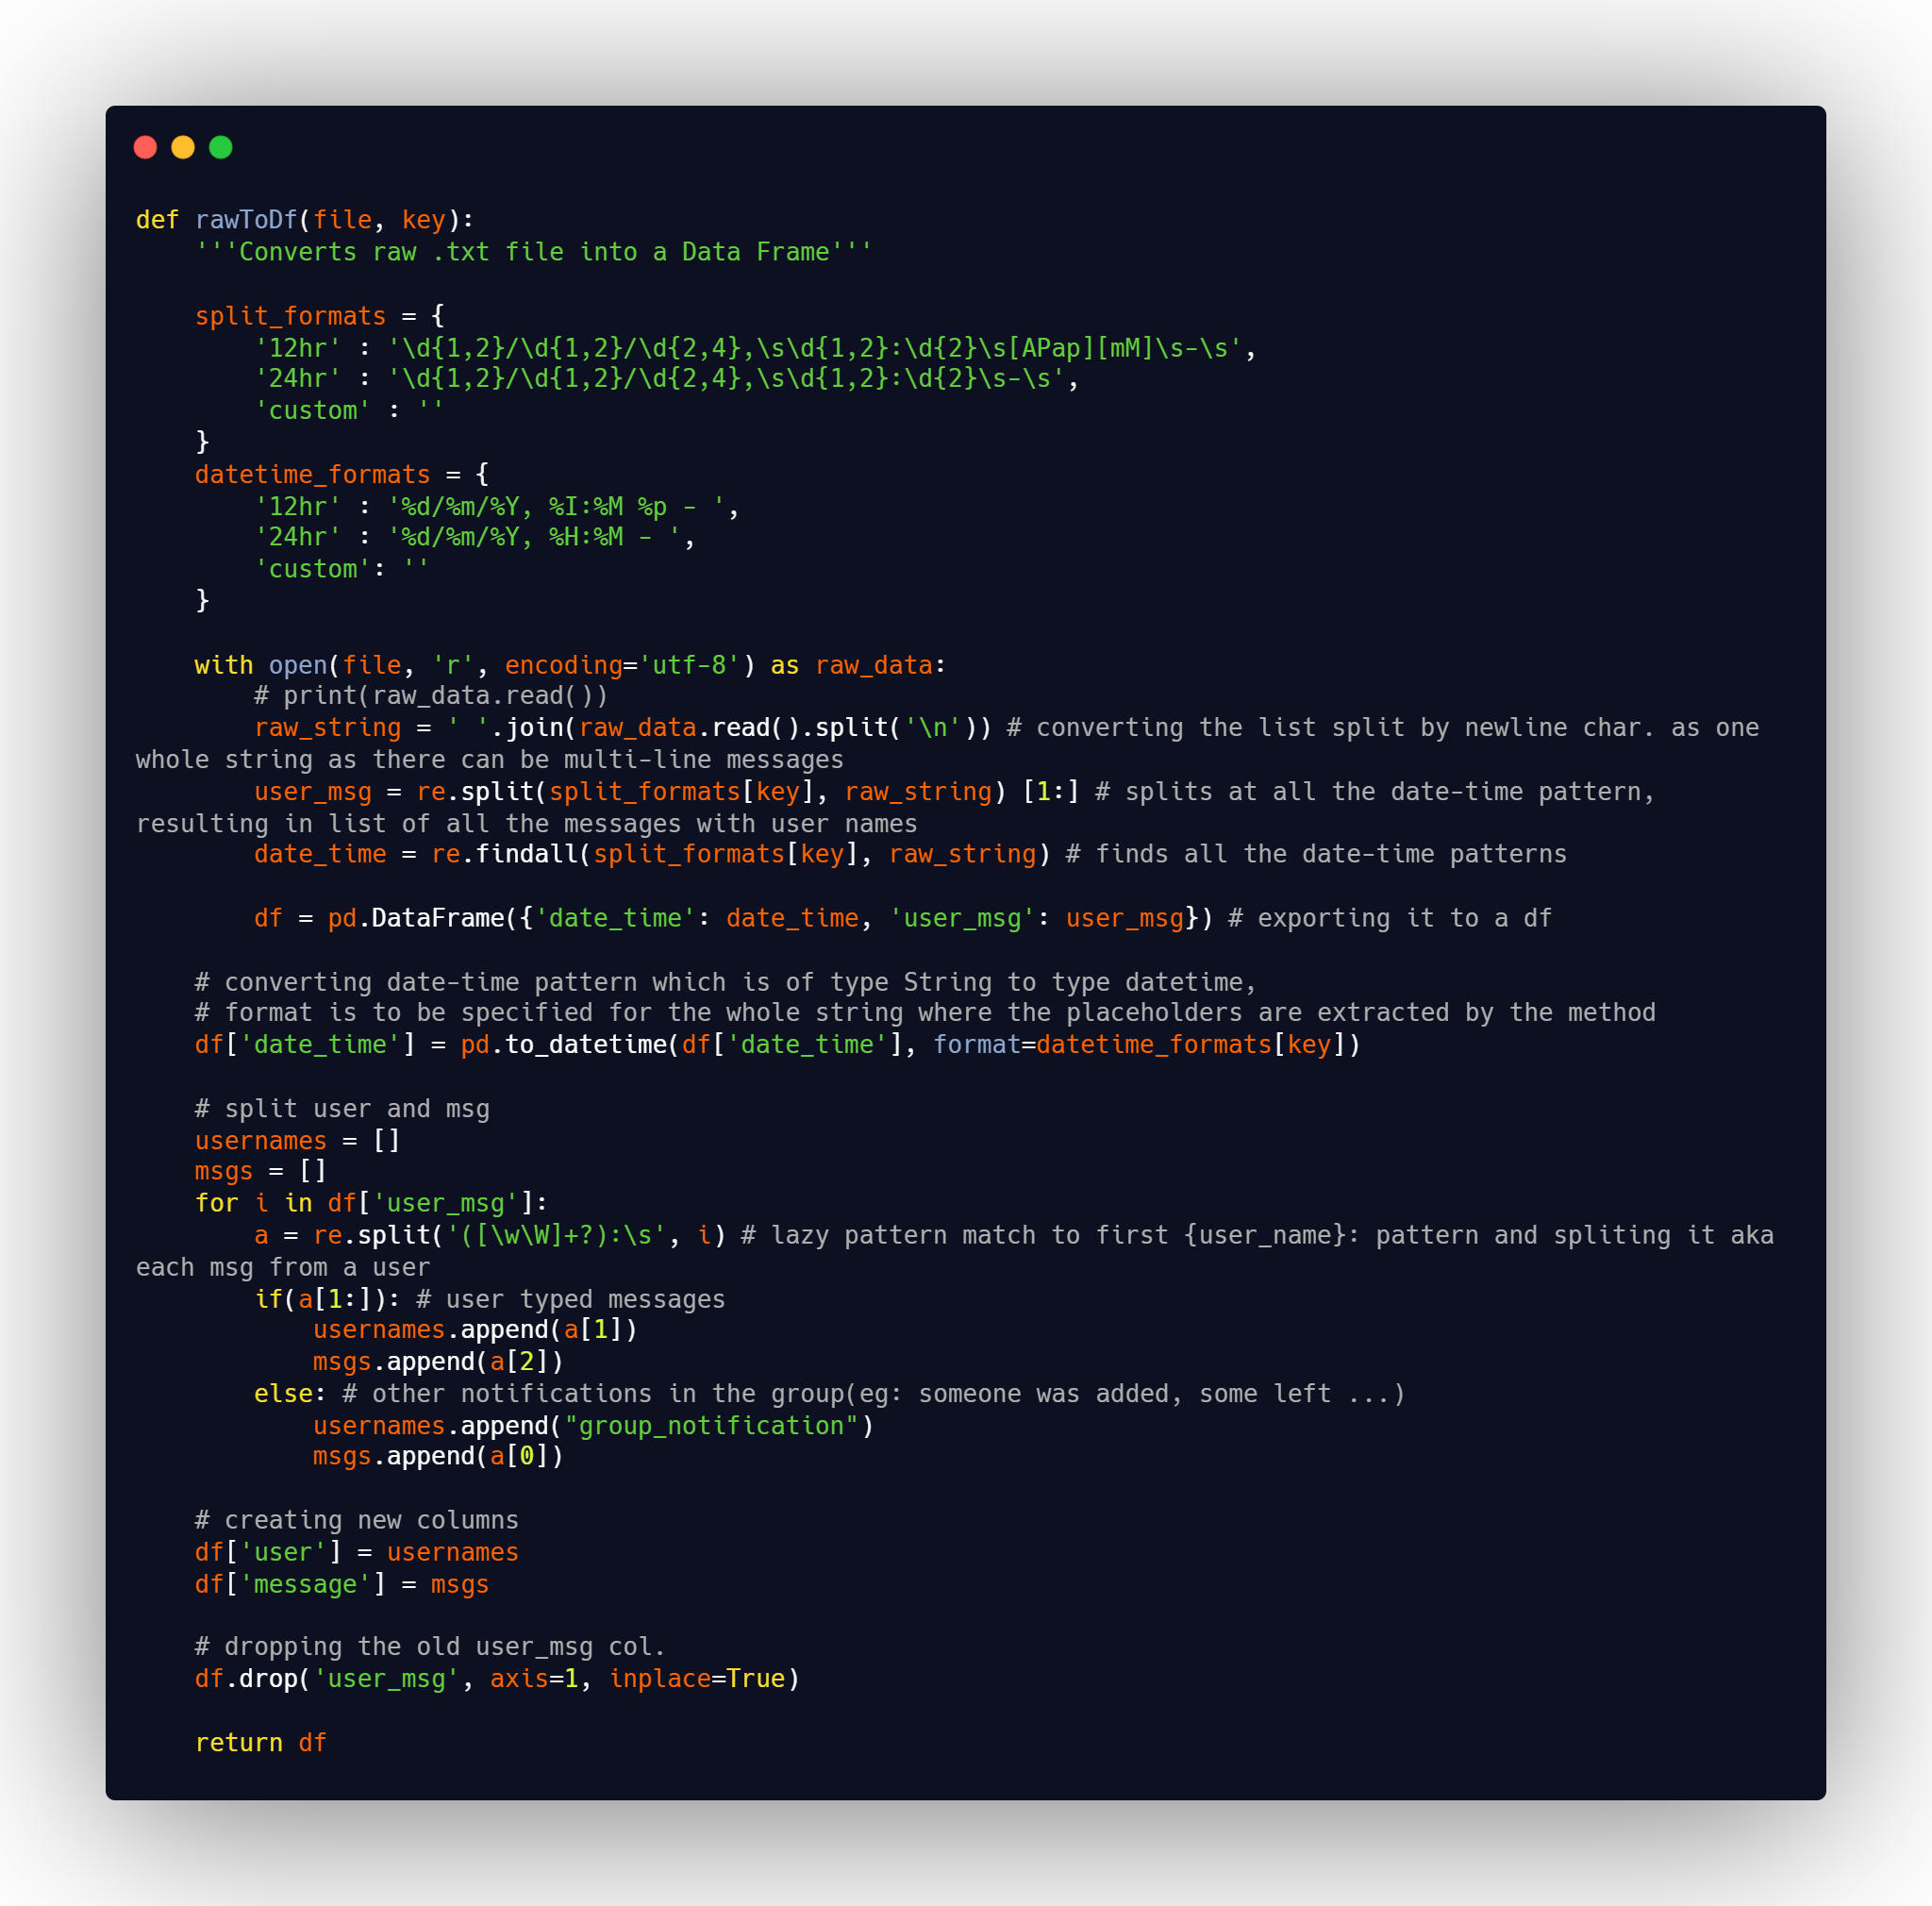 def rawToDf(file, key):
    '''Converts raw .txt file into a Data Frame'''

    split_formats = {
        '12hr' : '\d{1,2}/\d{1,2}/\d{2,4},\s\d{1,2}:\d{2}\s[APap][mM]\s-\s',
        '24hr' : '\d{1,2}/\d{1,2}/\d{2,4},\s\d{1,2}:\d{2}\s-\s',
        'custom' : ''
    }
    datetime_formats = {
        '12hr' : '%d/%m/%Y, %I:%M %p - ',
        '24hr' : '%d/%m/%Y, %H:%M - ',
        'custom': ''
    }

    with open(file, 'r', encoding='utf-8') as raw_data:
        # print(raw_data.read())
        raw_string = ' '.join(raw_data.read().split('\n')) # converting the list split by newline char. as one
whole string as there can be multi-line messages
        user_msg = re.split(split_formats[key], raw_string) [1:] # splits at all the date-time pattern,
resulting in list of all the messages with user names
        date_time = re.findall(split_formats[key], raw_string) # finds all the date-time patterns

        df = pd.DataFrame({'date_time': date_time, 'user_msg': user_msg}) # exporting it to a df

    # converting date-time pattern which is of type String to type datetime,
    # format is to be specified for the whole string where the placeholders are extracted by the method
    df['date_time'] = pd.to_datetime(df['date_time'], format=datetime_formats[key])

    # split user and msg
    usernames = []
    msgs = []
    for i in df['user_msg']:
        a = re.split('([\w\W]+?):\s', i) # lazy pattern match to first {user_name}: pattern and spliting it aka
each msg from a user
        if(a[1:]): # user typed messages
            usernames.append(a[1])
            msgs.append(a[2])
        else: # other notifications in the group(eg: someone was added, some left ...)
            usernames.append("group_notification")
            msgs.append(a[0])

    # creating new columns
    df['user'] = usernames
    df['message'] = msgs

    # dropping the old user_msg col.
    df.drop('user_msg', axis=1, inplace=True)

    return df